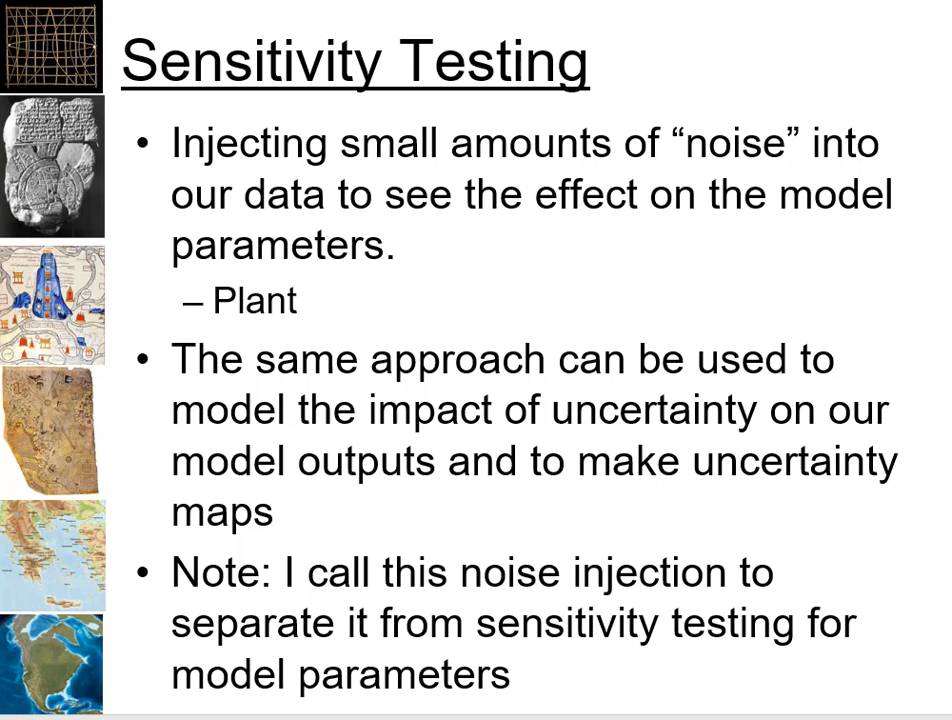 Sensitivity Testing
• Injecting small amounts of “noise” into
our data to see the effect on the model
parameters.
– Plant
• The same approach can be used to
model the impact of uncertainty on our
model outputs and to make uncertainty
maps
• Note: I call this noise injection to
separate it from sensitivity testing for
model parameters